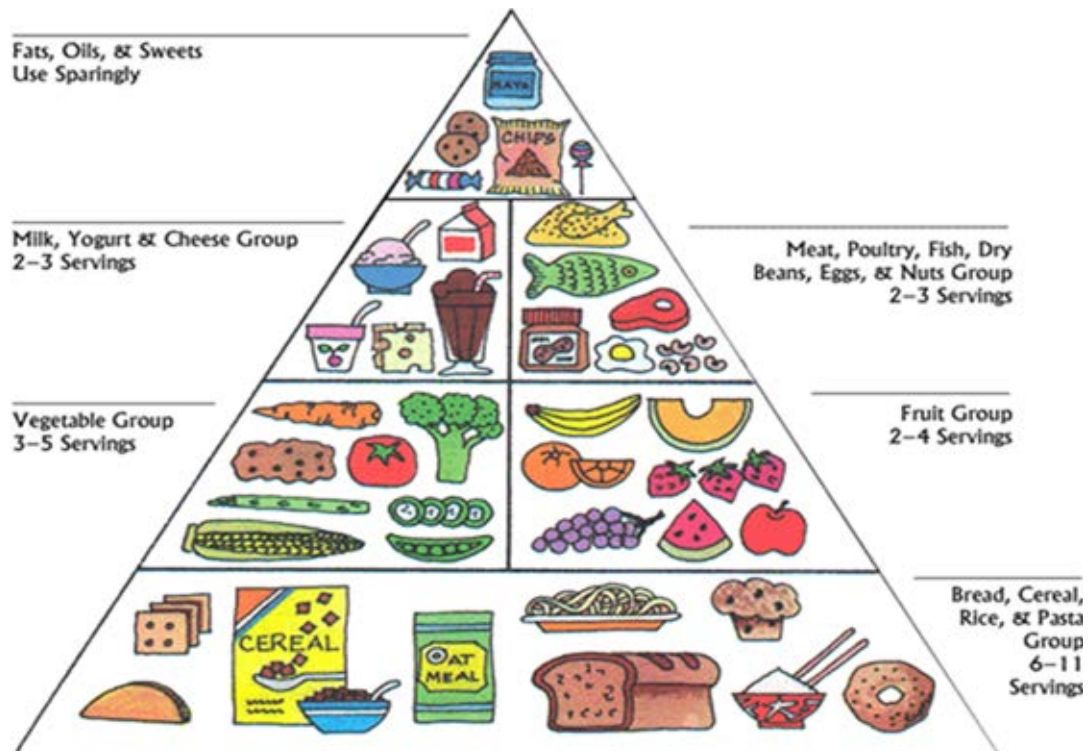 Fats, Oils, & Sweets
Use Sparingly
MAYO
CHIPS
Milk, Yogurt & Cheese Group
2–3 Servings
Meat, Poultry, Fish, Dry
Beans, Eggs, & Nuts Group
2–3 Servings
Vegetable Group
3–5 Servings
Fruit Group
2–4 Servings
Bread, Cereal,
Rice, & Pasta
Group
6–11
Servings
CEREAL
OAT
MEAL